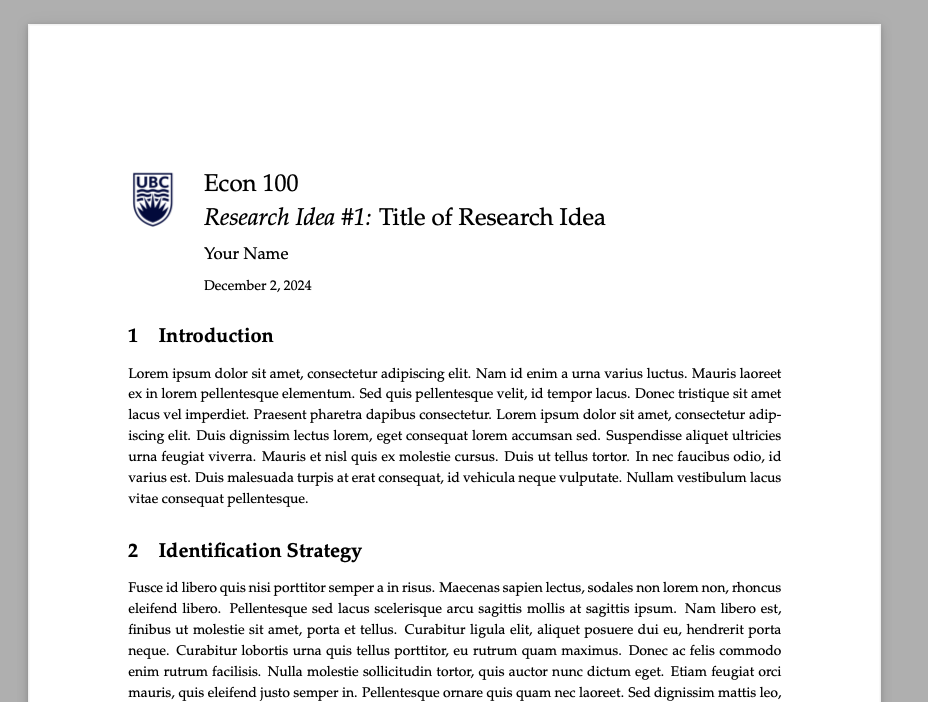 UBC
Econ 100
Research Idea #1: Title of Research Idea
Your Name
December 2, 2024
1 Introduction
Lorem ipsum dolor sit amet, consectetur adipiscing elit. Nam id enim a urna varius luctus. Mauris laoreet
ex in lorem pellentesque elementum. Sed quis pellentesque velit, id tempor lacus. Donec tristique sit amet
lacus vel imperdiet. Praesent pharetra dapibus consectetur. Lorem ipsum dolor sit amet, consectetur adip-
iscing elit. Duis dignissim lectus lorem, eget consequat lorem accumsan sed. Suspendisse aliquet ultricies
urna feugiat viverra. Mauris et nisl quis ex molestie cursus. Duis ut tellus tortor. In nec faucibus odio, id
varius est. Duis malesuada turpis at erat consequat, id vehicula neque vulputate. Nullam vestibulum lacus
vitae consequat pellentesque.
2 Identification Strategy
Fusce id libero quis nisi porttitor semper a in risus. Maecenas sapien lectus, sodales non lorem non, rhoncus
eleifend libero. Pellentesque sed lacus scelerisque arcu sagittis mollis at sagittis ipsum. Nam libero est,
finibus ut molestie sit amet, porta et tellus. Curabitur ligula elit, aliquet posuere dui eu, hendrerit porta
neque. Curabitur lobortis urna quis tellus porttitor, eu rutrum quam maximus. Donec ac felis commodo
enim rutrum facilisis. Nulla molestie sollicitudin tortor, quis auctor nunc dictum eget. Etiam feugiat orci
mauris, quis eleifend justo semper in. Pellentesque ornare quis quam nec laoreet. Sed dignissim mattis leo,